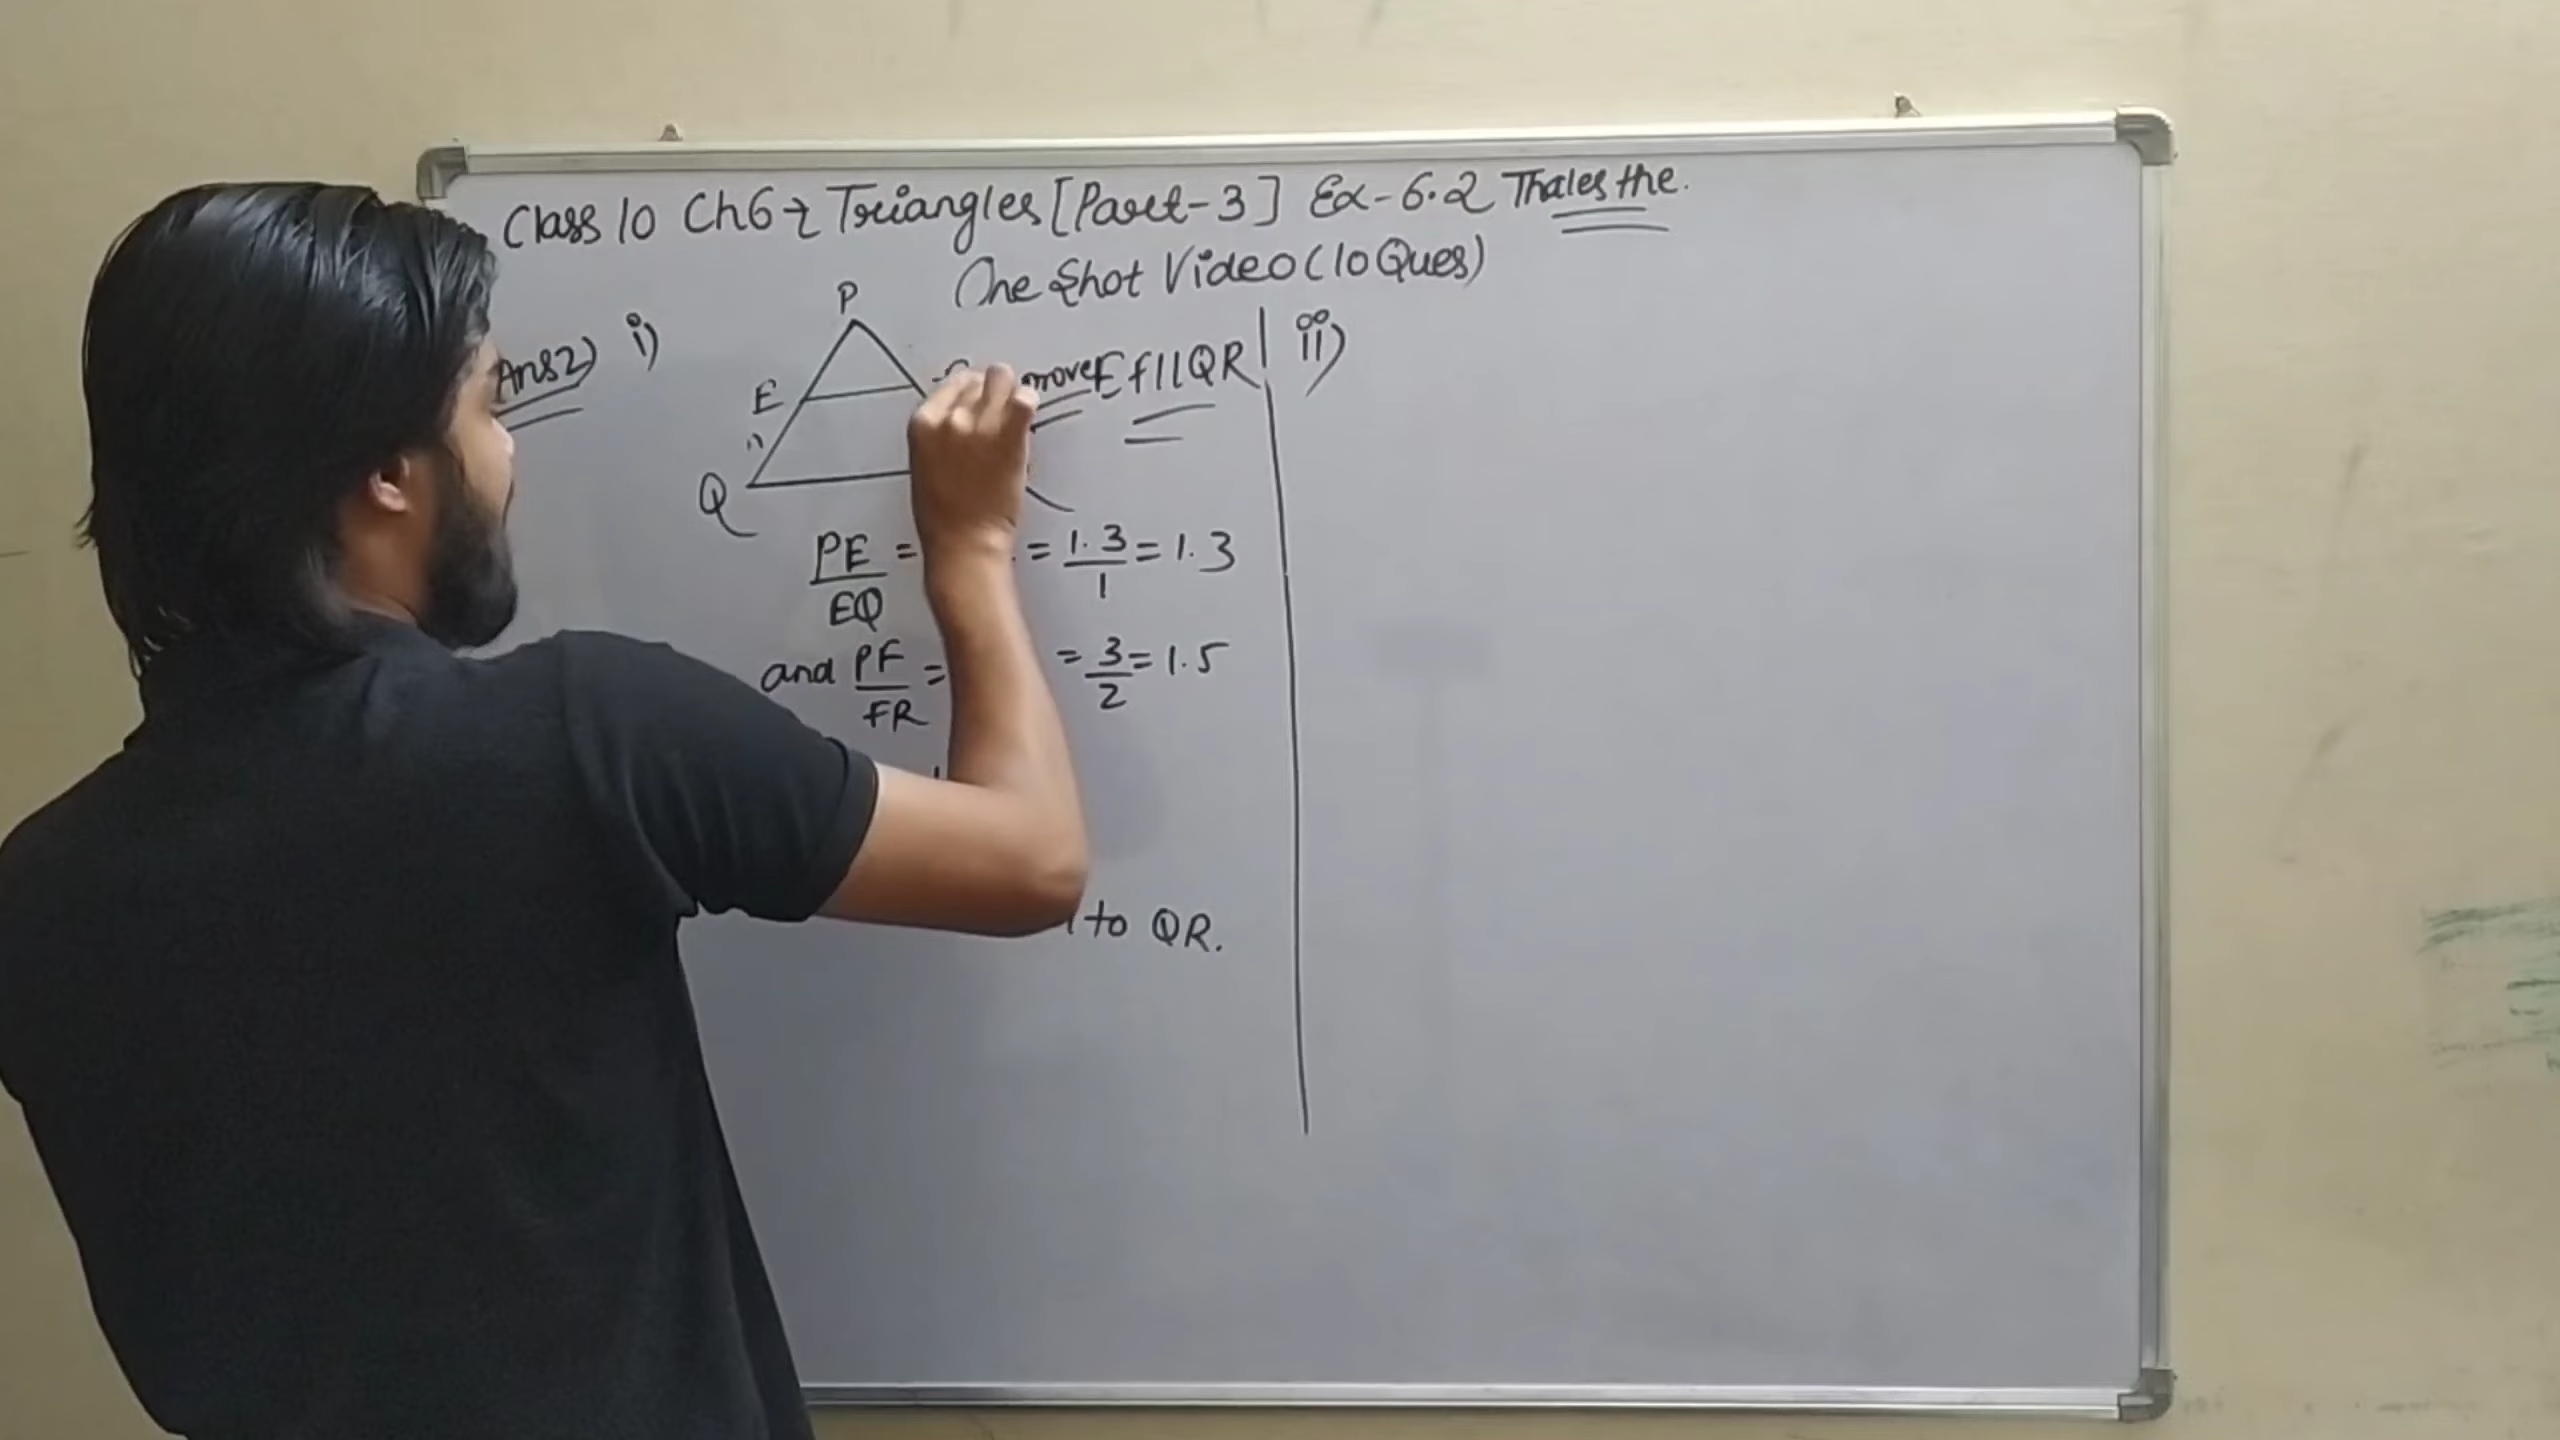 Class 10 Ch6→ Triangles [Part-3] Ex-6.2 Thales the.
One Shot Video (10 Ques)
Ans2) i)
P
E
Q
EF||QR
ii)
PE/EQ = = 1.3/1 = 1.3
and PF/FR = = 3/2 = 1.5
to QR.